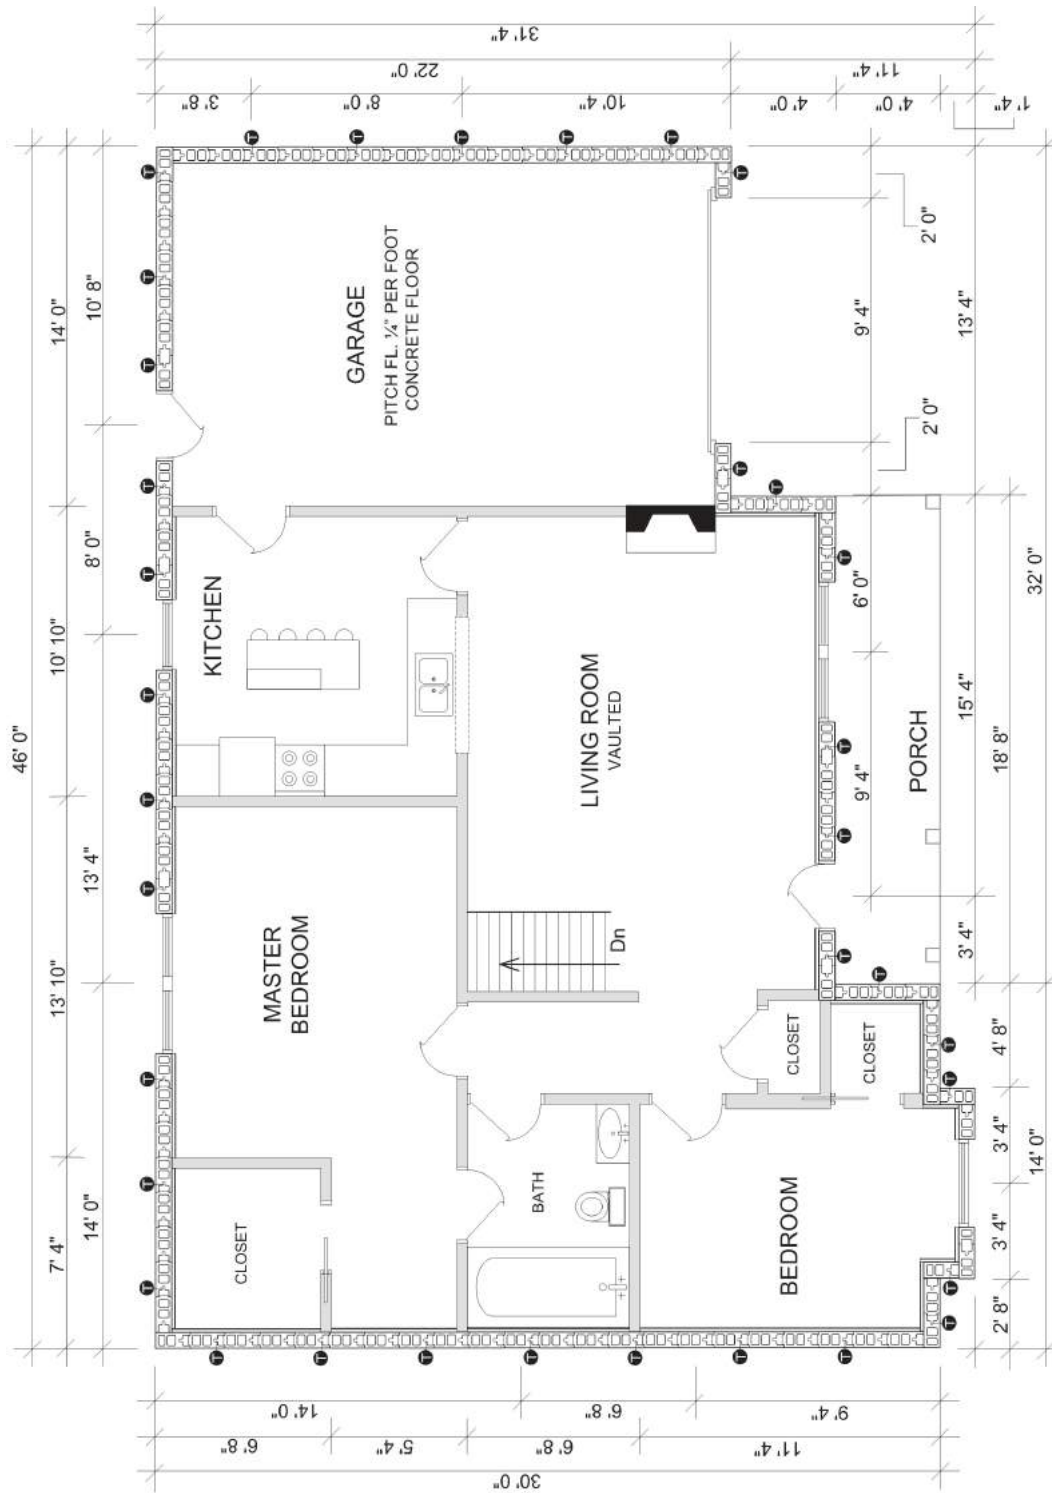 46' 0"
7' 4"
13' 10"
10' 10"
14' 0"
14' 0"
13' 4"
8' 0"
10' 8"
T T T T T T T T T T T
30' 0"
6' 8"
5' 4"
6' 8"
11' 4"
14' 0"
6' 8"
9' 4"
T T T T T T T
CLOSET
MASTER
BEDROOM
KITCHEN
GARAGE
PITCH FL. ¼" PER FOOT
CONCRETE FLOOR
BATH
Dn
LIVING ROOM
VAULTED
BEDROOM
CLOSET
CLOSET
PORCH
T T T T T
3' 8"
8' 0"
10' 4"
4' 0"
4' 0"
1' 4"
22' 0"
11' 4"
31' 4"
T T T T T T T T T T T T
9' 4"
6' 0"
9' 4"
2' 0"
2' 0"
3' 4"
15' 4"
13' 4"
2' 8"
3' 4"
3' 4"
4' 8"
18' 8"
14' 0"
32' 0"